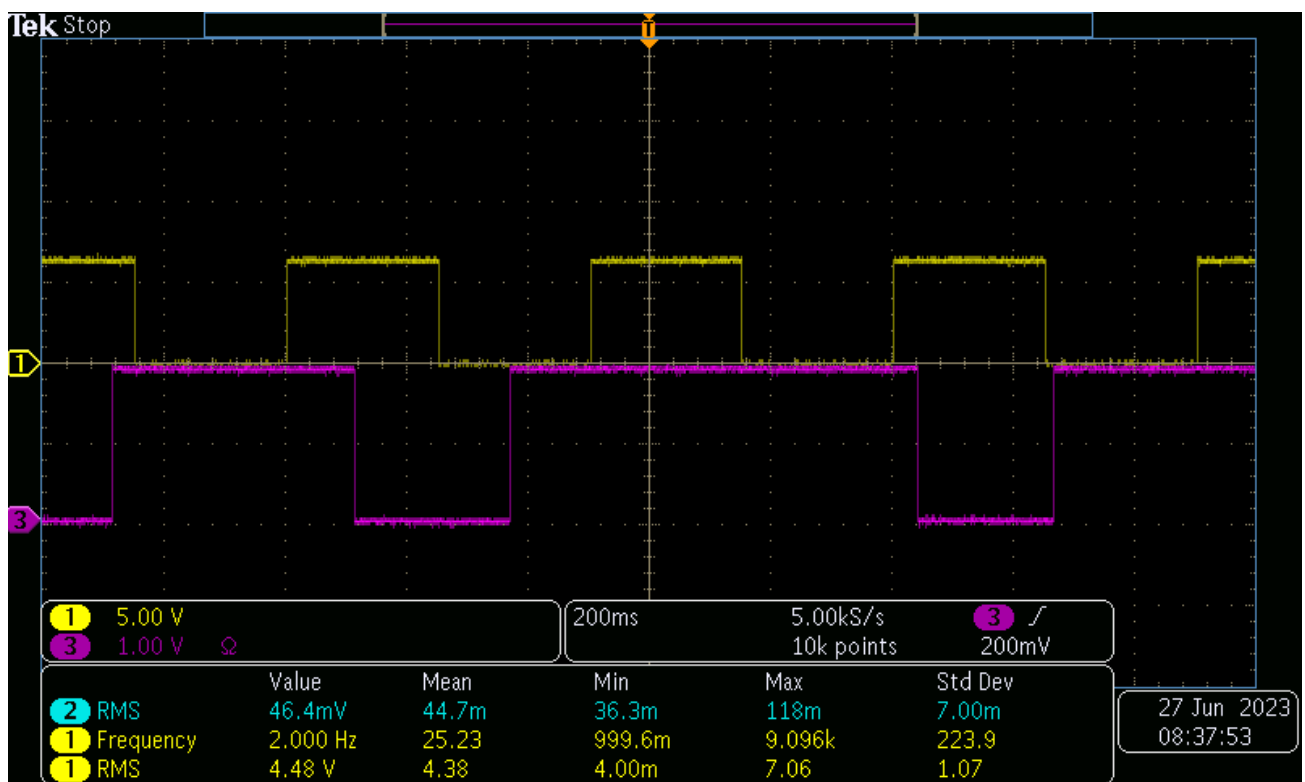 Tek Stop
T
1
3
1 5.00 V
3 1.00 V Ω
200ms 5.00kS/s 3 ∫
10k points 200mV
Value Mean Min Max Std Dev
2 RMS 46.4mV 44.7m 36.3m 118m 7.00m
1 Frequency 2.000 Hz 25.23 999.6m 9.096k 223.9
1 RMS 4.48 V 4.38 4.00m 7.06 1.07
27 Jun 2023
08:37:53